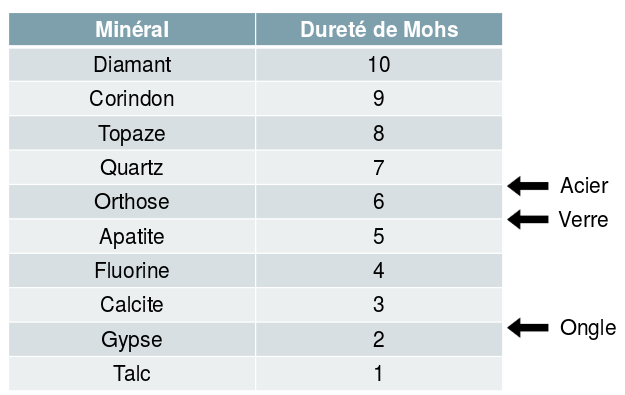 Minéral Dureté de Mohs
Diamant 10
Corindon 9
Topaze 8
Quartz 7
Acier
Orthose 6
Verre
Apatite 5
Fluorine 4
Calcite 3
Ongle
Gypse 2
Talc 1